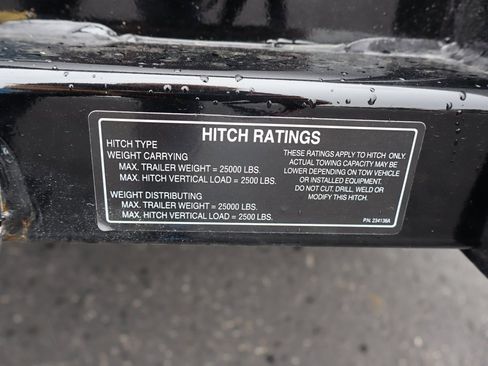 HITCH RATINGS
HITCH TYPE
WEIGHT CARRYING
MAX. TRAILER WEIGHT = 25000 LBS.
MAX. HITCH VERTICAL LOAD = 2500 LBS.
WEIGHT DISTRIBUTING
MAX. TRAILER WEIGHT = 25000 LBS.
MAX. HITCH VERTICAL LOAD = 2500 LBS.
THESE RATINGS APPLY TO HITCH ONLY.
ACTUAL TOWING CAPACITY MAY BE
LOWER DEPENDING ON TOW VEHICLE
OR INSTALLED EQUIPMENT.
DO NOT CUT, DRILL, WELD OR
MODIFY THIS HITCH.
P/N. 234136A